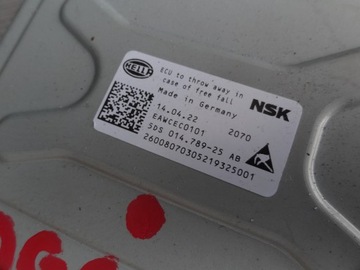 HELLA
ECU to throw away in
case of free fall
Made in Germany
NSK
14.04.22 2070
EAWCEC0101
5DS 014.789-25 AB
26008070305219325001